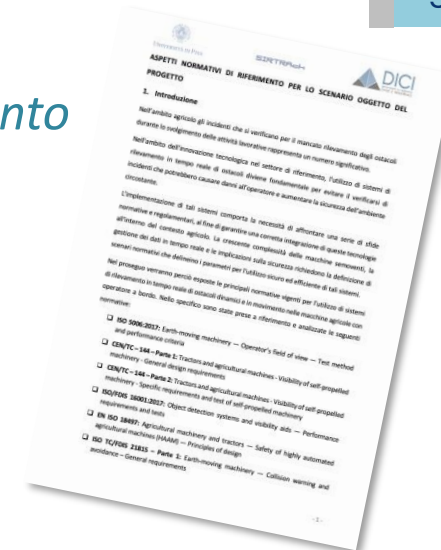 nto
UNIVERSITÀ DI PISA
DICI
ASPETTI NORMATIVI DI RIFERIMENTO PER LO SCENARIO OGGETTO DEL
PROGETTO
1. Introduzione
Nell'ambito agricolo gli incidenti che si verificano per il mancato rilevamento degli ostacoli
durante lo svolgimento delle attività lavorative rappresenta un numero significativo.
Nell'ambito dell'innovazione tecnologica nel settore di riferimento, l'utilizzo di sistemi di
rilevamento in tempo reale di ostacoli diviene fondamentale per evitare il verificarsi di
incidenti che potrebbero causare danni all'operatore e aumentare la sicurezza dell'ambiente
circostante.
L'implementazione di tali sistemi comporta la necessità di affrontare una serie di sfide
normative e regolamentari, al fine di garantire una corretta integrazione di queste tecnologie
all'interno del contesto agricolo. La crescente complessità delle macchine semoventi, la
gestione dei dati in tempo reale e le implicazioni sulla sicurezza richiedono la definizione di
scenari normativi che delineino i parametri per l'utilizzo sicuro ed efficiente di tali sistemi.
Nel proseguo verranno perciò esposte le principali normative vigenti per l'utilizzo di sistemi
di rilevamento in tempo reale di ostacoli dinamici e in movimento nelle macchine agricole con
operatore a bordo. Nello specifico sono state prese a riferimento e analizzate le seguenti
normative:
❑ ISO 5006:2017: Earth-moving machinery — Operator's field of view — Test method
and performance criteria
❑ CEN/TC – 144 – Parte 1: Tractors and agricultural machines - Visibility of self-propelled
machinery - General design requirements
❑ CEN/TC – 144 – Parte 2: Tractors and agricultural machines - Visibility of self-propelled
machinery - Specific requirements and test of self-propelled machinery
❑ ISO/FDIS 16001:2017: Object detection systems and visibility aids — Performance
requirements and tests
❑ EN ISO 18497: Agricultural machinery and tractors — Safety of highly automated
agricultural machines (HAAM) — Principles of design
❑ ISO TC/FDIS 21815 – Parte 1: Earth-moving machinery — Collision warning and
avoidance – General requirements
- 1 -